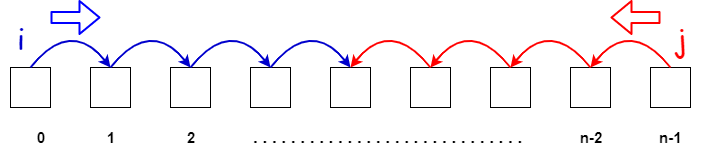 i j
0 1 2 . . . . . . . . . . . . . . . . . . . . . . . . . . . . . n-2 n-1